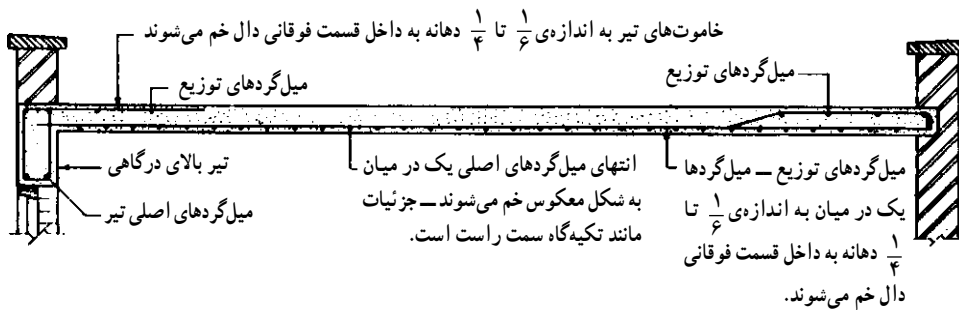 خاموت‌های تیر به اندازه‌ی ۱/۶ تا ۱/۴ دهانه به داخل قسمت فوقانی دال خم می‌شوند
میل‌گردهای توزیع
میل‌گردهای توزیع
میل‌گردهای توزیع ــ میل‌گردها
یک در میان به اندازه‌ی ۱/۶ تا
۱/۴ دهانه به داخل قسمت فوقانی
دال خم می‌شوند.
انتهای میل‌گردهای اصلی یک در میان
به شکل معکوس خم می‌شوند ــ جزئیات
مانند تکیه‌گاه سمت راست است.
تیر بالای درگاهی
میل‌گردهای اصلی تیر